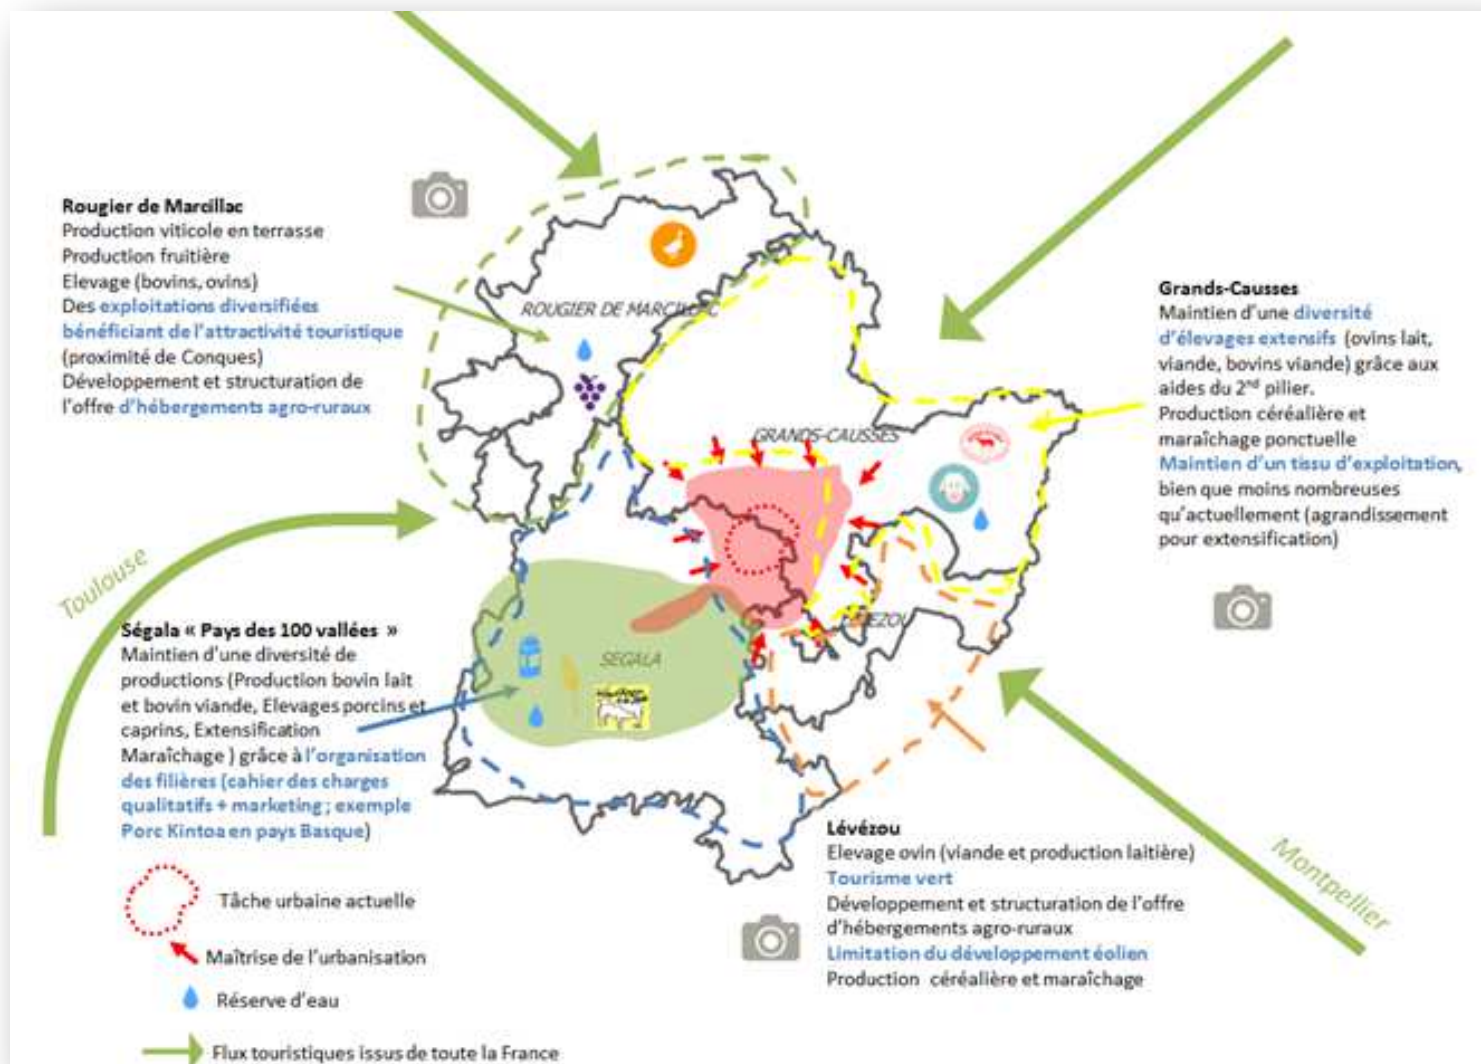 Rougier de Marcillac
Production viticole en terrasse
Production fruitière
Elevage (bovins, ovins)
Des exploitations diversifiées
bénéficiant de l'attractivité touristique
(proximité de Conques)
Développement et structuration de
l'offre d'hébergements agro-ruraux
ROUGIER DE MARCILLAC
GRANDS-CAUSSES
Grands-Causses
Maintien d'une diversité
d'élevages extensifs (ovins lait,
viande, bovins viande) grâce aux
aides du 2nd pilier.
Production céréalière et
maraîchage ponctuelle
Maintien d'un tissu d'exploitation,
bien que moins nombreuses
qu'actuellement (agrandissement
pour extensification)
Toulouse
Ségala « Pays des 100 vallées »
Maintien d'une diversité de
productions (Production bovin lait
et bovin viande, Elevages porcins et
caprins, Extensification
Maraîchage ) grâce à l'organisation
des filières (cahier des charges
qualitatifs + marketing ; exemple
Porc Kintoa en pays Basque)
SEGALA
Lévézou
Elevage ovin (viande et production laitière)
Tourisme vert
Développement et structuration de l'offre
d'hébergements agro-ruraux
Limitation du développement éolien
Production céréalière et maraîchage
Montpellier
Tâche urbaine actuelle
Maîtrise de l'urbanisation
Réserve d'eau
Flux touristiques issus de toute la France